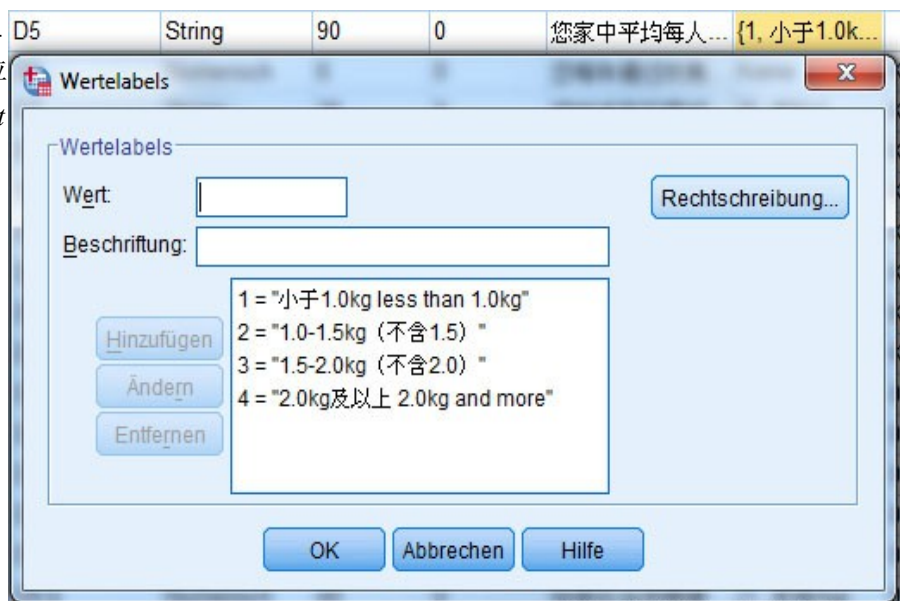 D5 String 90 0 您家中平均每人... {1, 小于1.0k...
Wertelabels
Wertelabels
Wert:
Rechtschreibung...
Beschriftung:
1 = "小于1.0kg less than 1.0kg"
Hinzufügen
2 = "1.0-1.5kg（不含1.5）"
3 = "1.5-2.0kg（不含2.0）"
Ändern
4 = "2.0kg及以上 2.0kg and more"
Entfernen
OK Abbrechen Hilfe